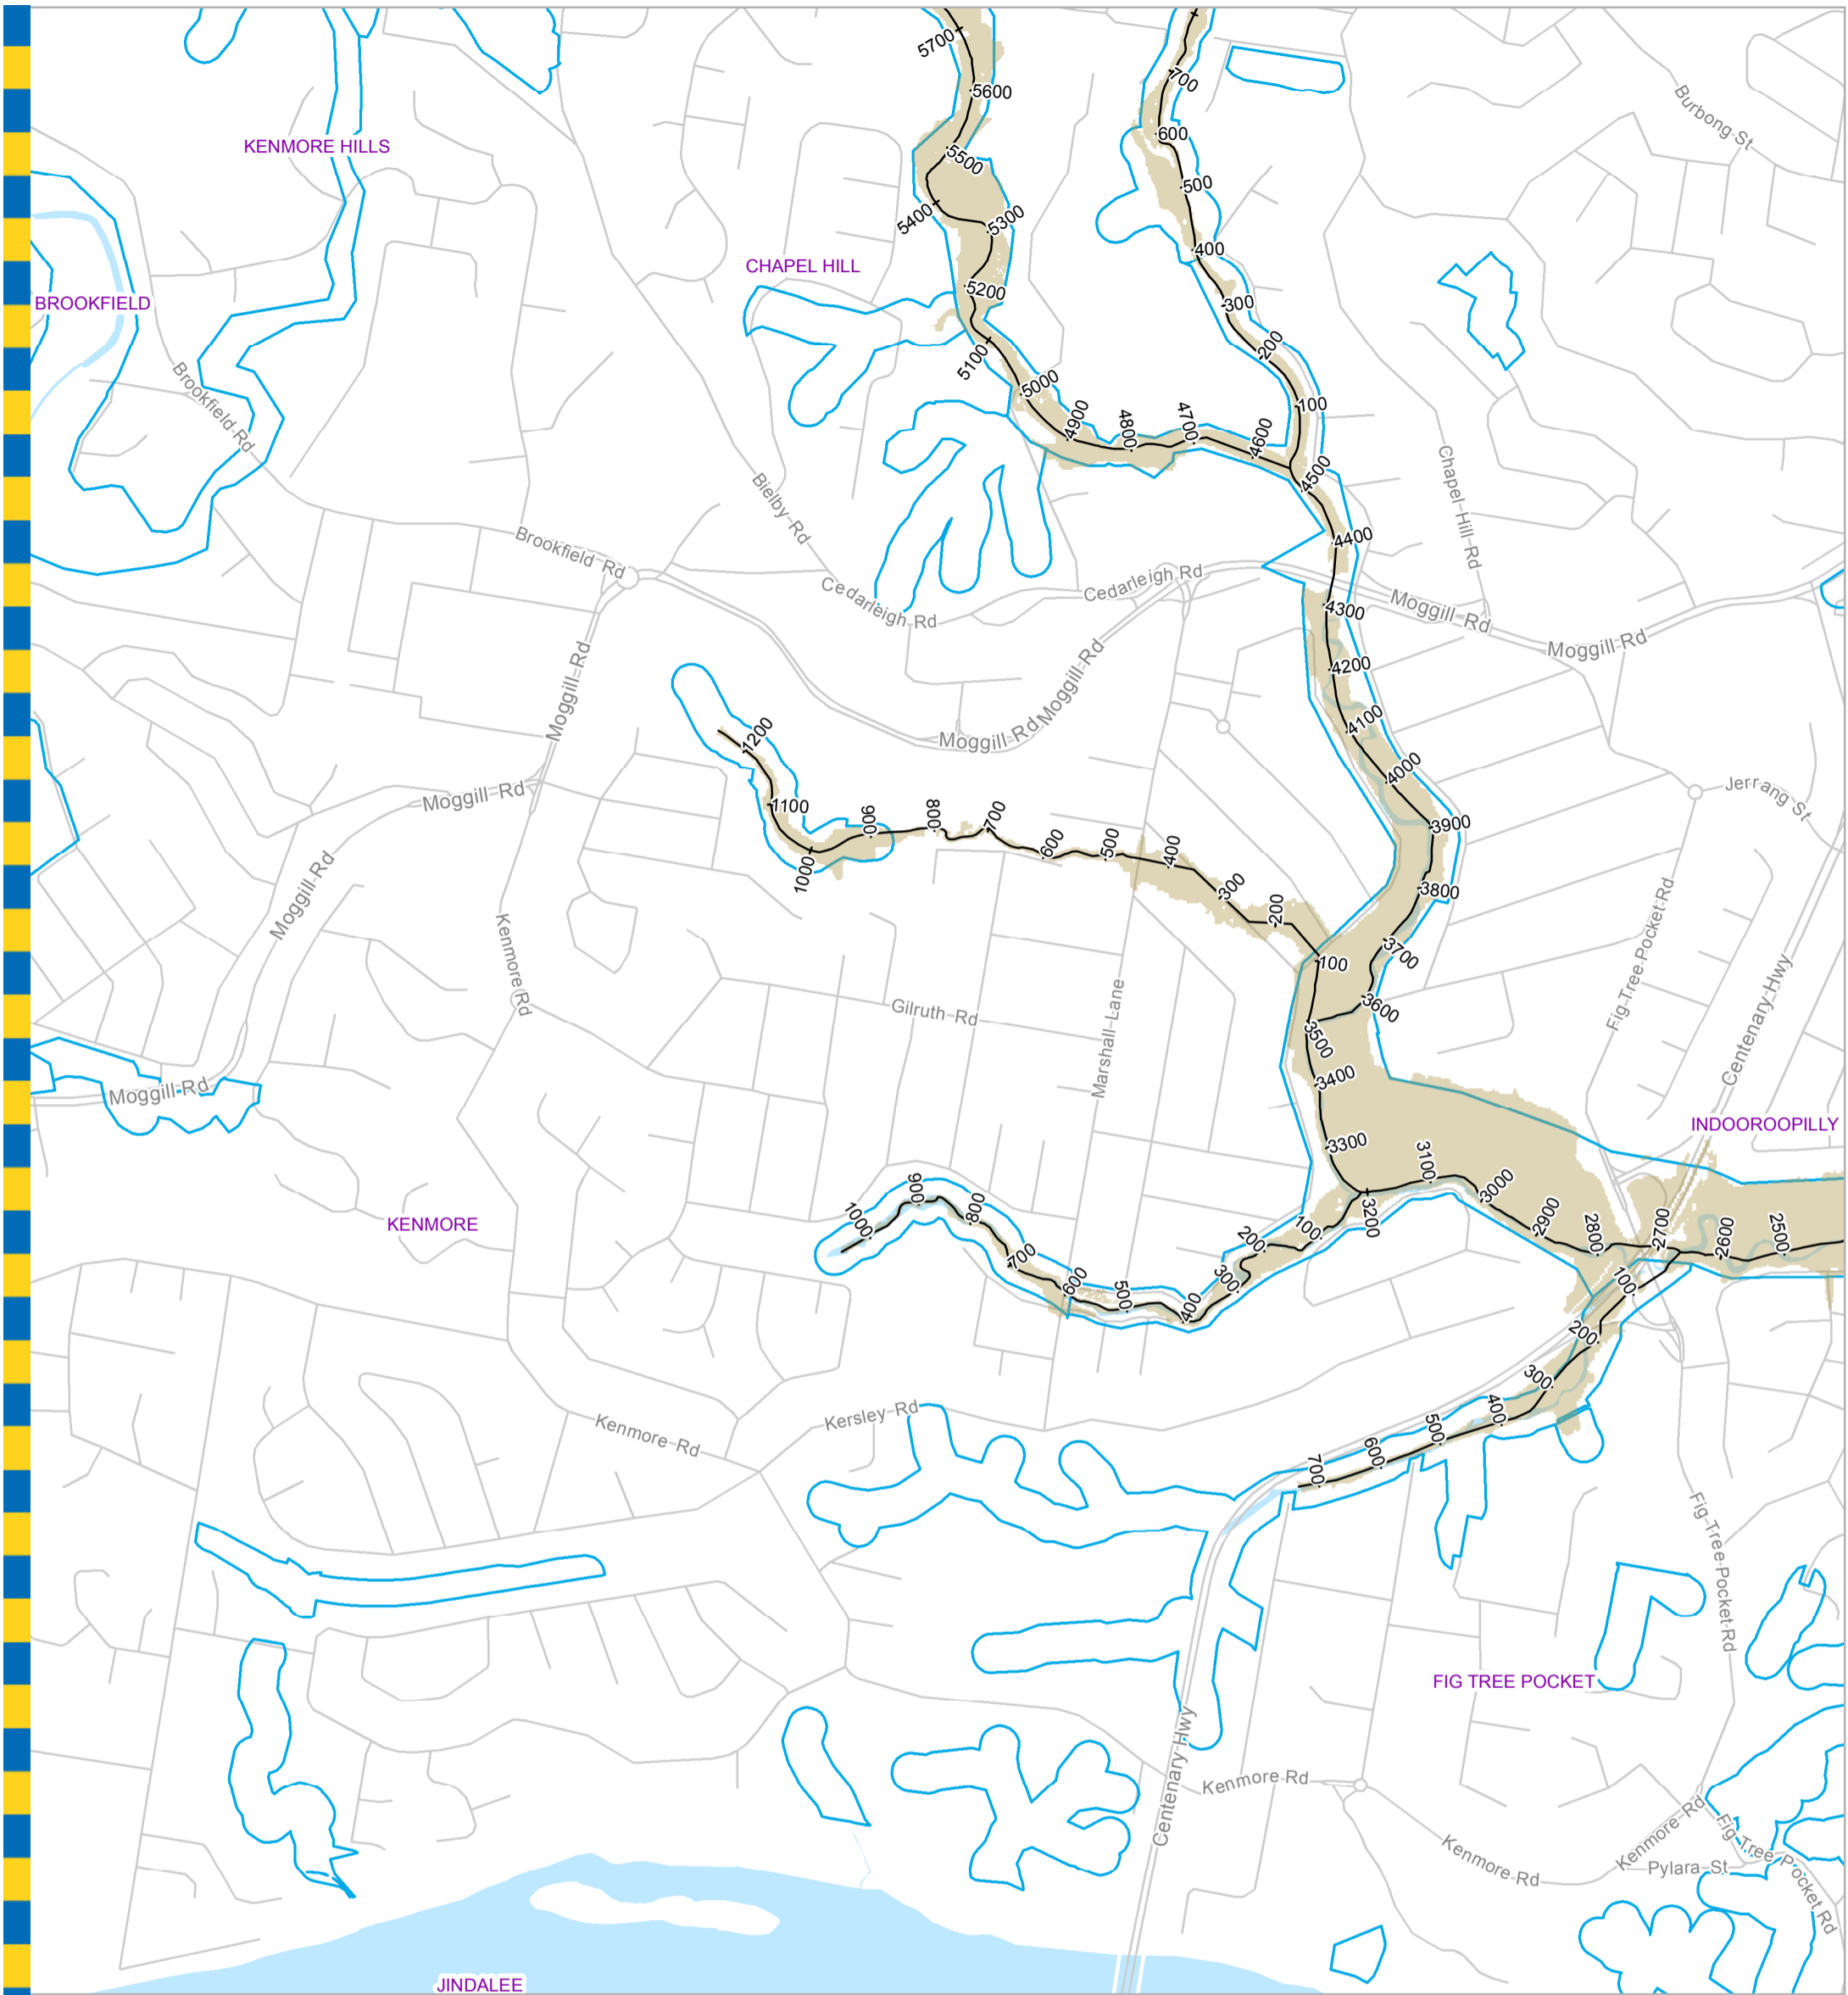 5700
700
5600
Burbong St
600
KENMORE HILLS
5500
500
5400
5300
400
CHAPEL HILL
5200
BROOKFIELD
300
200
5100
Brookfield Rd
5000
100
4900
4800
4700
4600
4500
Chapel Hill Rd
Bielby Rd
4400
Brookfield Rd
Cedarleigh Rd
Cedarleigh Rd
4300
Moggill Rd
Moggill Rd
4200
Moggill Rd
Moggill Rd
4100
1200
Moggill Rd
4000
Moggill Rd
Jerrang St
1100
900
800
700
3900
600
500
400
1000
Moggill Rd
300
3800
200
Fig Tree Pocket Rd
Kenmore Rd
100
3700
Centenary Hwy
Gilruth Rd
3600
Marshall Lane
3500
3400
Moggill Rd
INDOOROOPILLY
3300
3100
3000
900
1000
800
KENMORE
200
100
3200
2900
2800
2700
2600
2500
700
600
500
400
300
100
200
300
400
Kersley Rd
Kenmore Rd
500
600
700
Fig Tree Pocket Rd
FIG TREE POCKET
Centenary Hwy
Kenmore Rd
Kenmore Rd
Kenmore Rd
Fig Tree Pocket Rd
Pylara St
JINDALEE